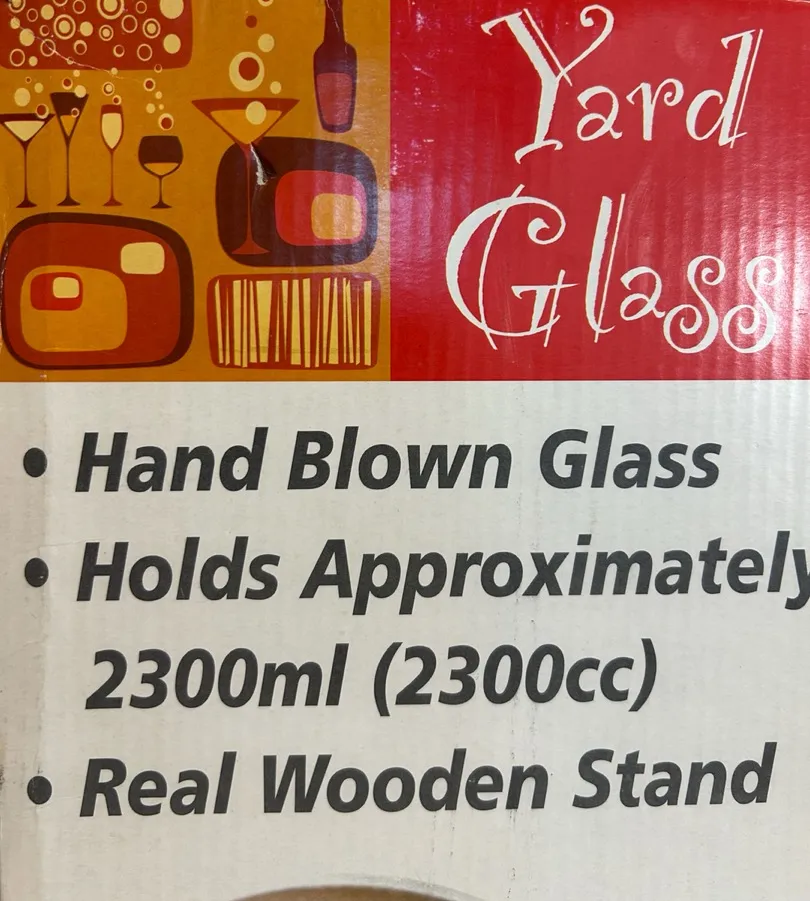 Yard
Glass
• Hand Blown Glass
• Holds Approximately
2300ml (2300cc)
• Real Wooden Stand